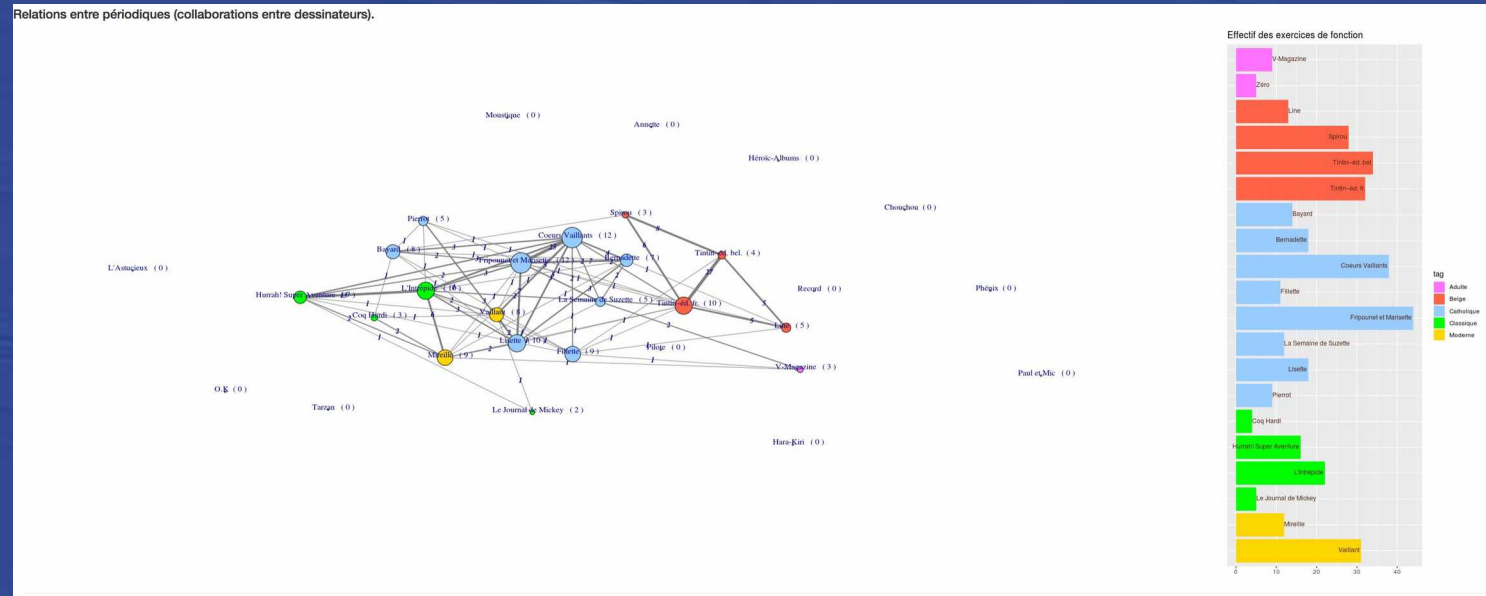 Relations entre périodiques (collaborations entre dessinateurs).
Moustique ( 0 )
Annette ( 0 )
Héroïc-Albums ( 0 )
Chouchou ( 0 )
Spirou ( 3 )
Pierrot ( 5 )
Coeurs Vaillants ( 12 )
Bayard ( 8 )
Tintin-éd. bel. ( 4 )
Fripounet et Marisette ( 12 )
Bernadette ( 7 )
L'Astucieux ( 0 )
Record ( 0 )
Phénix ( 0 )
L'Intrépide ( 10 )
Hurrah! Super Aventure
La Semaine de Suzette ( 5 )
Tintin-éd. fr. ( 10 )
Coq Hardi ( 3 )
Vaillant ( 8 )
Line ( 5 )
Lisette ( 10 )
Pilote ( 0 )
Mireille ( 9 )
Fillette ( 9 )
V-Magazine ( 3 )
Paul et Mic ( 0 )
O.K ( 0 )
Tarzan ( 0 )
Le Journal de Mickey ( 2 )
Hara-Kiri ( 0 )
Effectif des exercices de fonction
V-Magazine
Zéro
Line
Spirou
Tintin-éd. bel.
Tintin-éd. fr.
Bayard
Bernadette
Coeurs Vaillants
Fillette
Fripounet et Marisette
La Semaine de Suzette
Lisette
Pierrot
Coq Hardi
Hurrah! Super Aventure
L'Intrépide
Le Journal de Mickey
Mireille
Vaillant
0 10 20 30 40
tag
Adulte
Belge
Catholique
Classique
Moderne